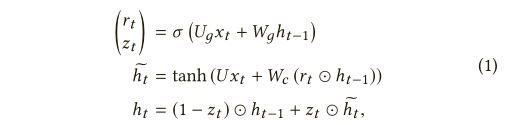 (r_t z_t) = σ (U_g x_t + W_g h_{t−1})
h̃_t = tanh (U x_t + W_c (r_t ⊙ h_{t−1})) (1)
h_t = (1 − z_t) ⊙ h_{t−1} + z_t ⊙ h̃_t,